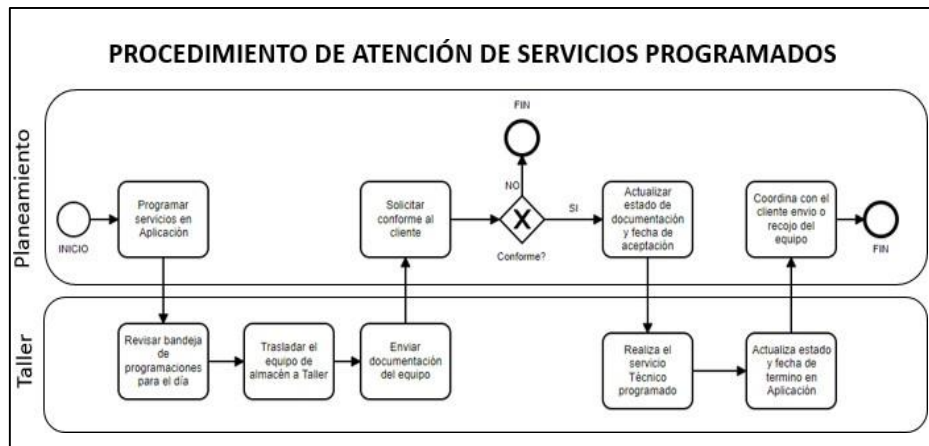 PROCEDIMIENTO DE ATENCIÓN DE SERVICIOS PROGRAMADOS
Planeamiento
INICIO
Programar
servicios en
Aplicación
Solicitar
conforme al
cliente
FIN
NO
X
Conforme?
SI
Actualizar
estado de
documentación
y fecha de
aceptación
Coordina con el
cliente envio o
recojo del
equipo
FIN
Taller
Revisar bandeja
de
programaciones
para el día
Trasladar el
equipo de
almacén a Taller
Enviar
documentación
del equipo
Realiza el
servicio
Técnico
programado
Actualiza estado
y fecha de
termino en
Aplicación